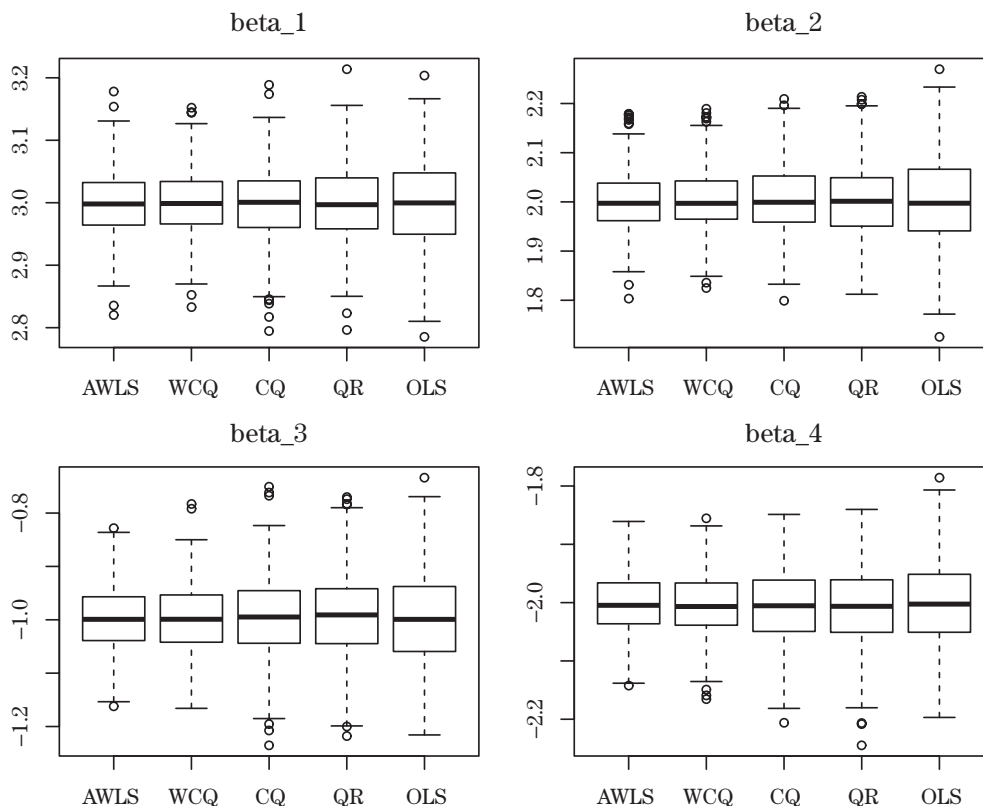 beta_1
3.2
3.1
3.0
2.9
2.8
AWLS WCQ CQ QR OLS
beta_2
2.2
2.1
2.0
1.9
1.8
AWLS WCQ CQ QR OLS
beta_3
−0.8
−1.0
−1.2
AWLS WCQ CQ QR OLS
beta_4
−1.8
−2.0
−2.2
AWLS WCQ CQ QR OLS